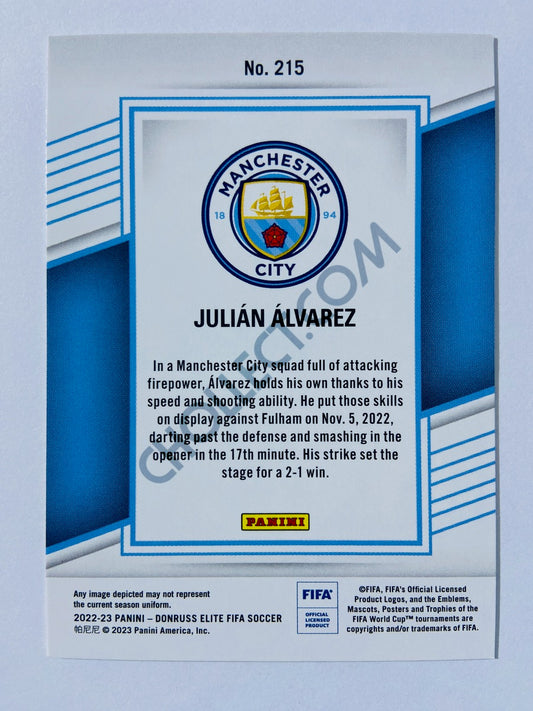 No. 215
MANCHESTER
18 94
CITY
JULIÁN ÁLVAREZ
In a Manchester City squad full of attacking
firepower, Álvarez holds his own thanks to his
speed and shooting ability. He put those skills
on display against Fulham on Nov. 5, 2022,
darting past the defense and smashing in the
opener in the 17th minute. His strike set the
stage for a 2-1 win.
CHOLLECT.COM
PANINI
Any image depicted may not represent
the current season uniform.
2022-23 PANINI – DONRUSS ELITE FIFA SOCCER
帕尼尼 © 2023 Panini America, Inc.
FIFA
OFFICIAL
LICENSED
PRODUCT
©FIFA, FIFA's Official Licensed
Product Logos, and the Emblems,
Mascots, Posters and Trophies of the
FIFA World Cup™ tournaments are
copyrights and/or trademarks of FIFA.